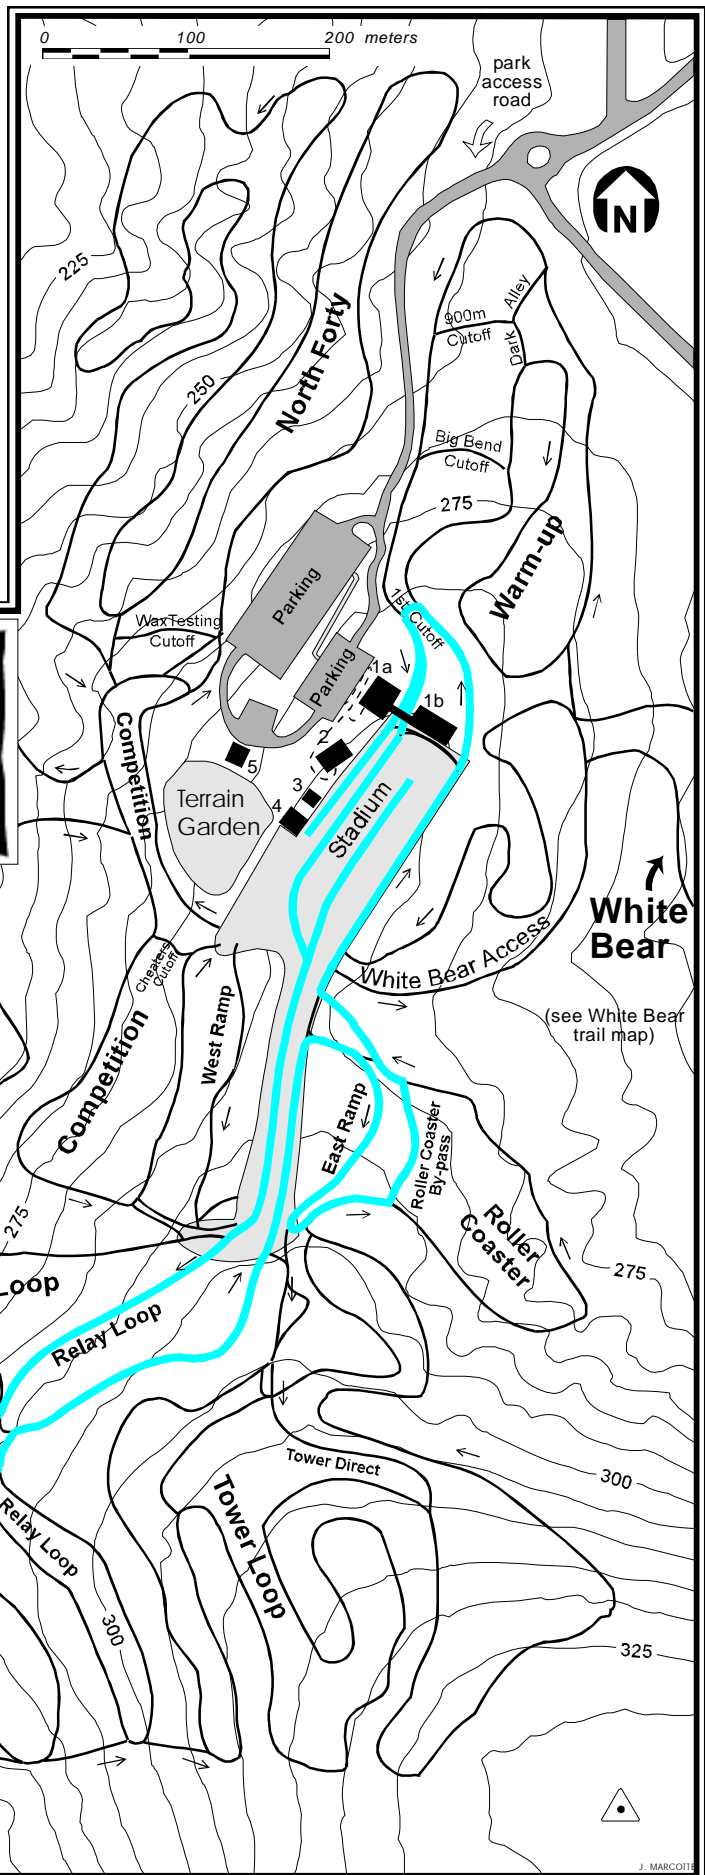 0 100 200 meters
park
access
road
N
225
Alley
900m
Cutoff
Dark
North Forty
250
Big Bend
Cutoff
275
Warm-up
Parking
1st Cutoff
WaxTesting
Cutoff
Parking
1a
1b
2
Competition
5
3
Terrain
Garden
4
Stadium
White
Bear
White Bear Access
Cheaters
Cutoff
(see White Bear
trail map)
West Ramp
Competition
East Ramp
Roller Coaster
By-pass
Roller
Coaster
275
275
Loop
Relay Loop
Tower Direct
300
Tower Loop
Relay Loop
300
325
J. MARCOTTE